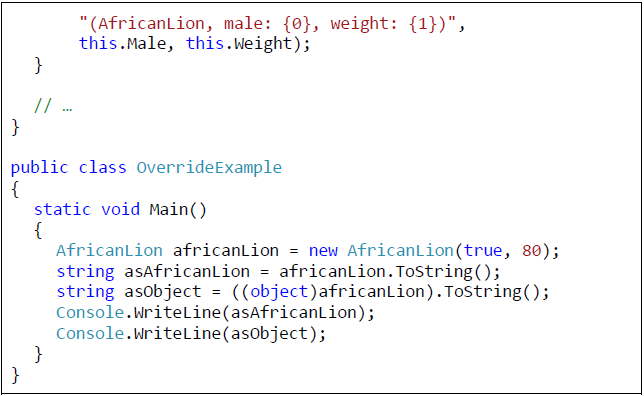 "(AfricanLion, male: {0}, weight: {1})",
this.Male, this.Weight);
}
// …
}
public class OverrideExample
{
static void Main()
{
AfricanLion africanLion = new AfricanLion(true, 80);
string asAfricanLion = africanLion.ToString();
string asObject = ((object)africanLion).ToString();
Console.WriteLine(asAfricanLion);
Console.WriteLine(asObject);
}
}